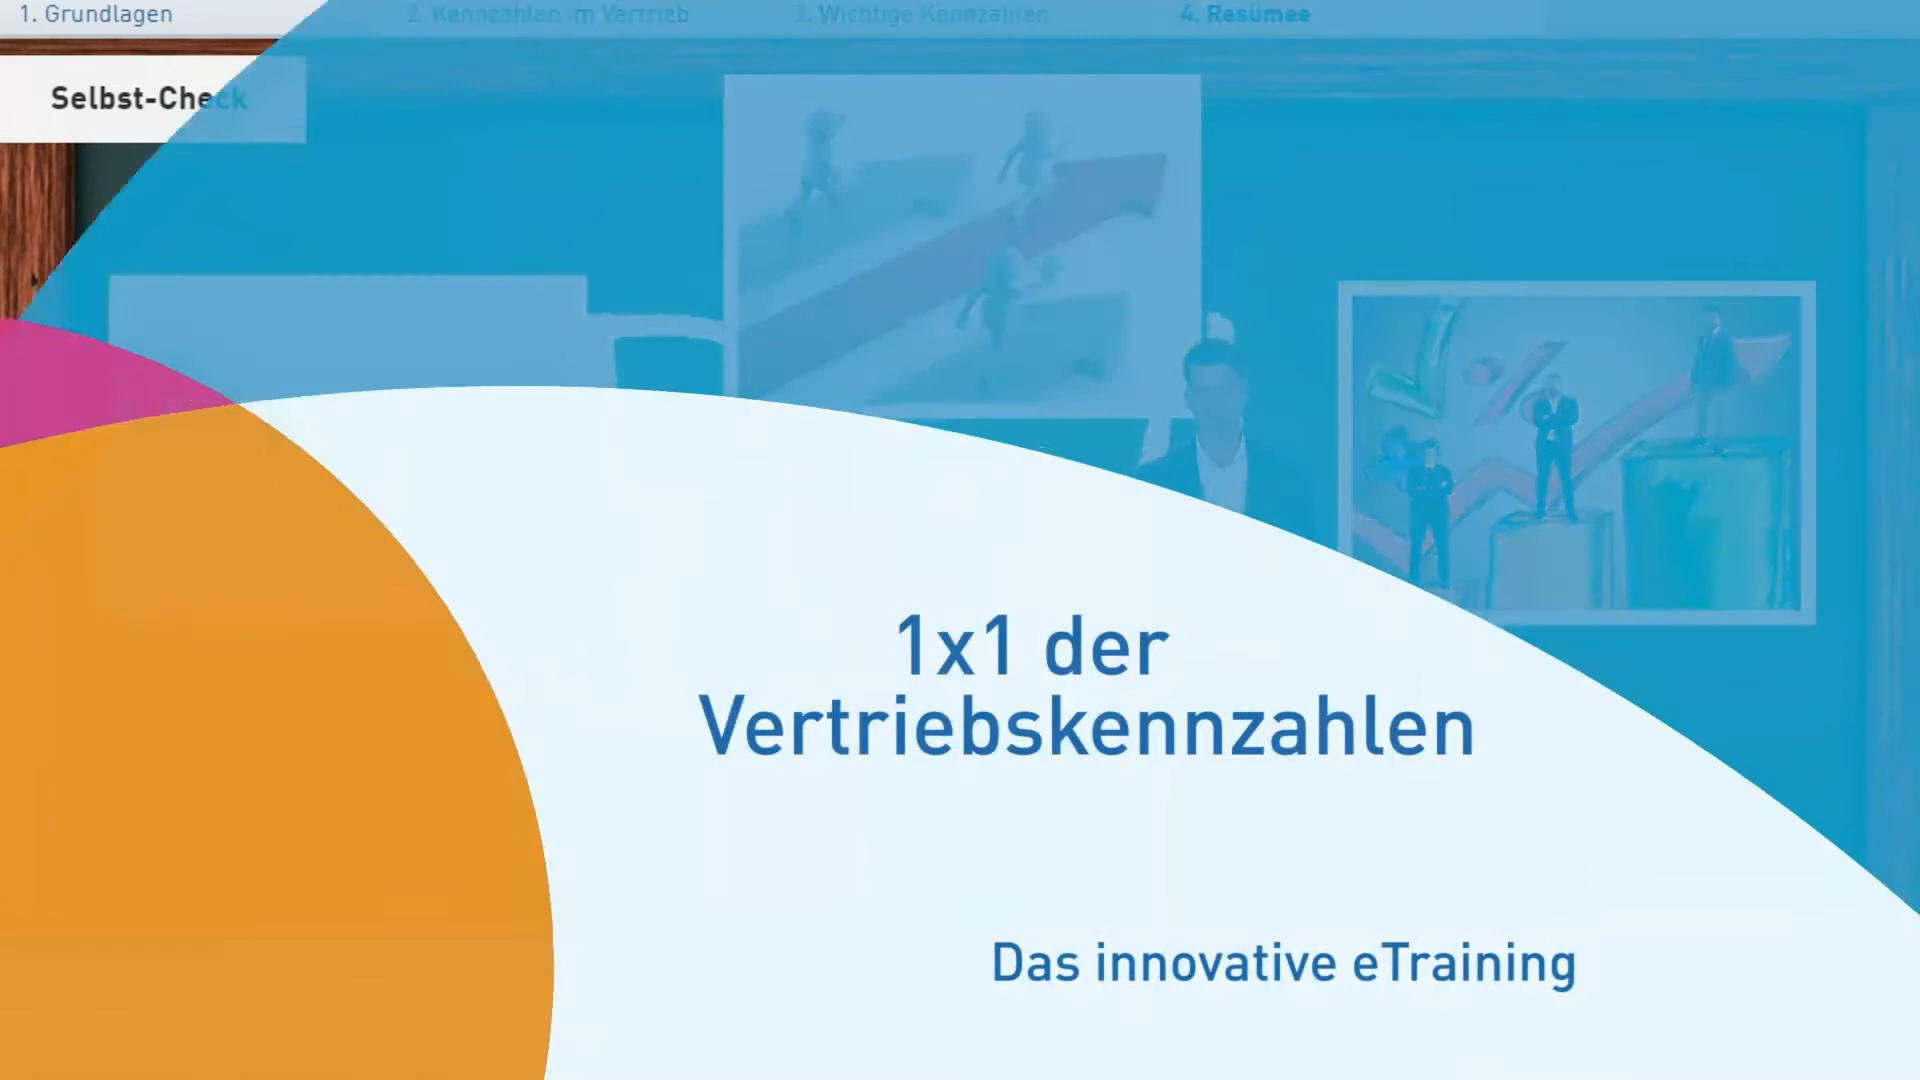 1. Grundlagen
2. Kennzahlen im Vertrieb
3. Wichtige Kennzahlen
4. Resümee
Selbst-Check
1x1 der
Vertriebskennzahlen
Das innovative eTraining